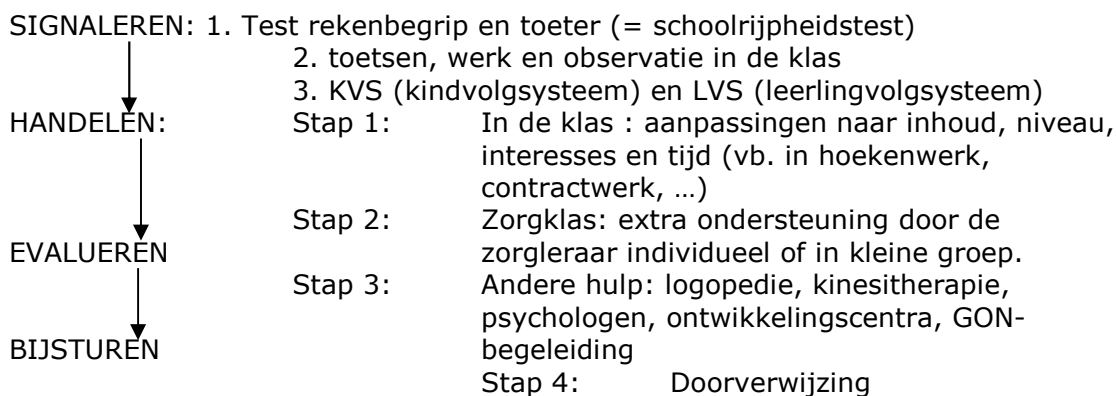 SIGNALEREN: 1. Test rekenbegrip en toeter (= schoolrijpheidstest)
2. toetsen, werk en observatie in de klas
3. KVS (kindvolgsysteem) en LVS (leerlingvolgsysteem)
HANDELEN: Stap 1: In de klas : aanpassingen naar inhoud, niveau,
interesses en tijd (vb. in hoekenwerk,
contractwerk, …)
Stap 2: Zorgklas: extra ondersteuning door de
EVALUEREN zorgleraar individueel of in kleine groep.
Stap 3: Andere hulp: logopedie, kinesitherapie,
psychologen, ontwikkelingscentra, GON-
BIJSTUREN begeleiding
Stap 4: Doorverwijzing